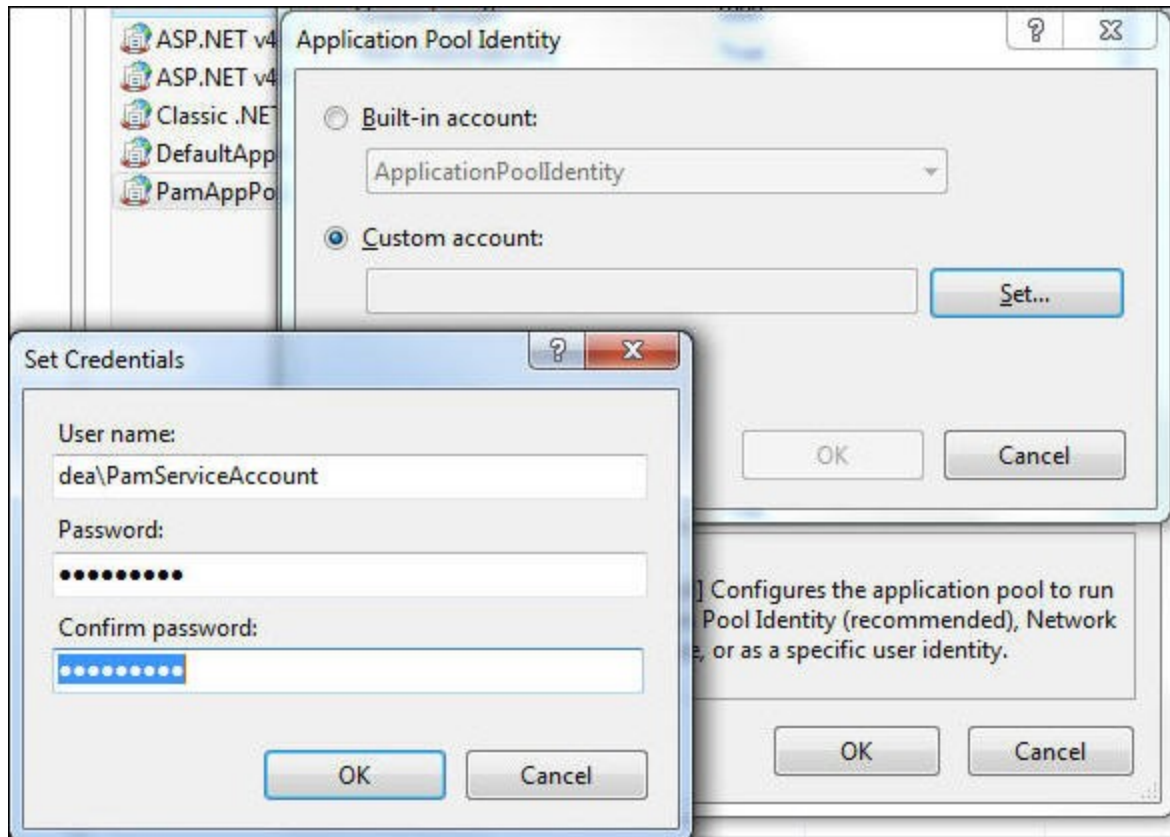 ASP.NET v4
ASP.NET v4
Classic .NET
DefaultApp
PamAppPo
Application Pool Identity
Built-in account:
ApplicationPoolIdentity
Custom account:
Set...
OK
Cancel
Set Credentials
User name:
dea\PamServiceAccount
Password:
•••••••••
Confirm password:
•••••••••
OK
Cancel
] Configures the application pool to run
Pool Identity (recommended), Network
e, or as a specific user identity.
OK
Cancel